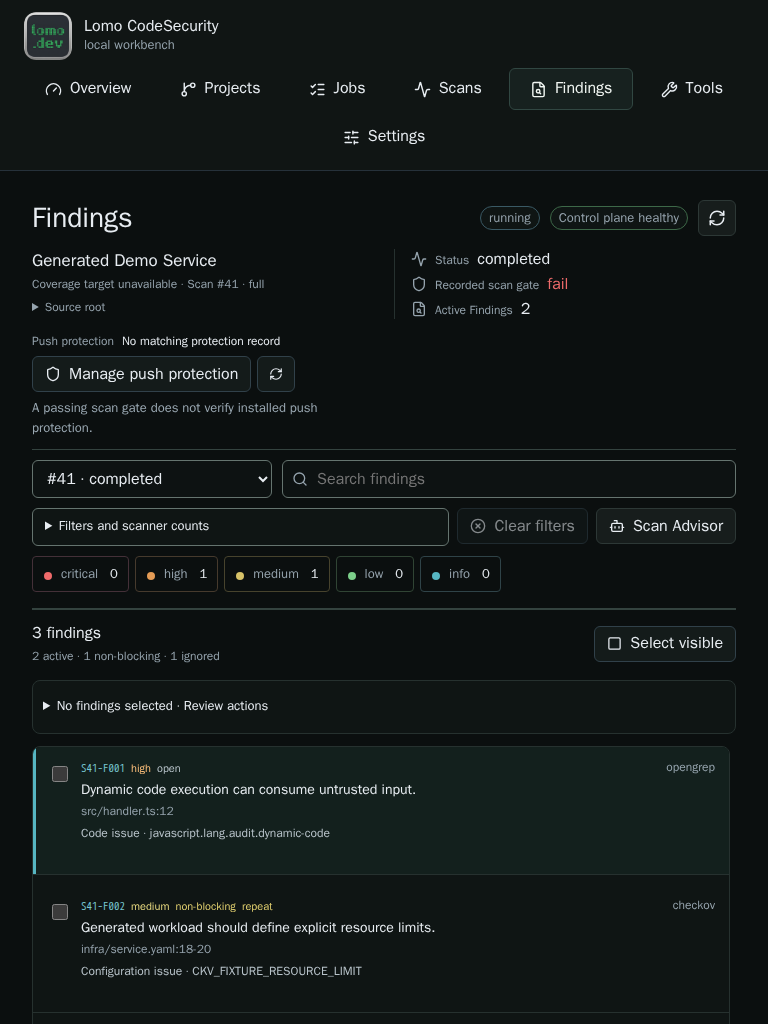 lomo
.dev
Lomo CodeSecurity
local workbench
Overview
Projects
Jobs
Scans
Findings
Tools
Settings
Findings
running
Control plane healthy
Generated Demo Service
Coverage target unavailable · Scan #41 · full
Source root
Status completed
Recorded scan gate fail
Active Findings 2
Push protection No matching protection record
Manage push protection
A passing scan gate does not verify installed push
protection.
#41 · completed
Search findings
Filters and scanner counts
Clear filters
Scan Advisor
critical 0
high 1
medium 1
low 0
info 0
3 findings
2 active · 1 non-blocking · 1 ignored
Select visible
No findings selected · Review actions
S41-F001 high open
opengrep
Dynamic code execution can consume untrusted input.
src/handler.ts:12
Code issue · javascript.lang.audit.dynamic-code
S41-F002 medium non-blocking repeat
checkov
Generated workload should define explicit resource limits.
infra/service.yaml:18-20
Configuration issue · CKV_FIXTURE_RESOURCE_LIMIT